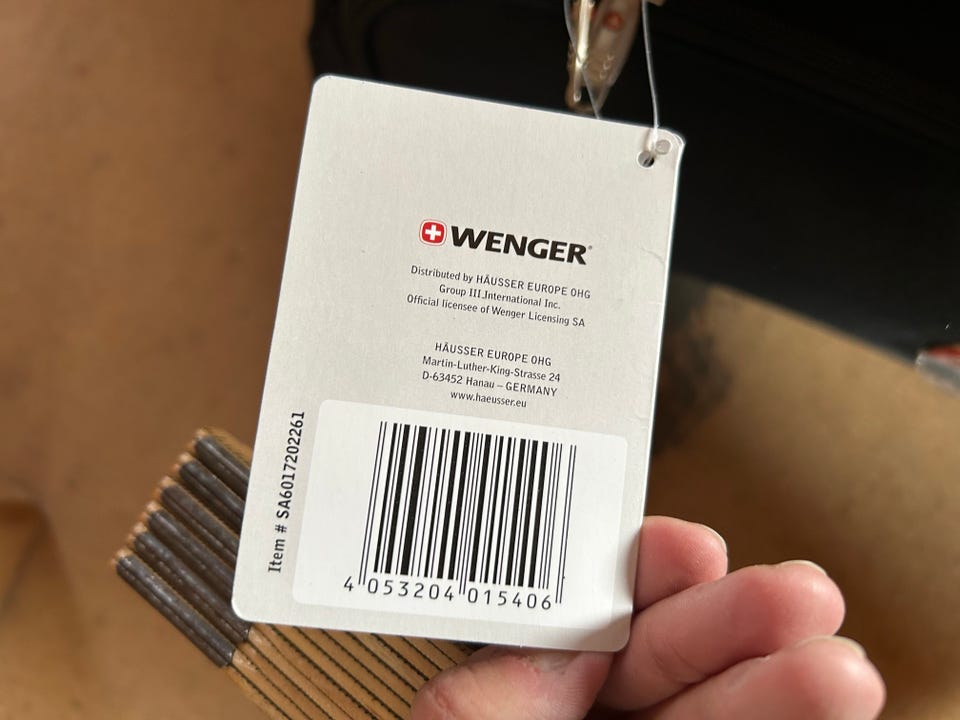 WENGER®
Distributed by HÄUSSER EUROPE OHG
Group III International Inc.
Official licensee of Wenger Licensing SA
HÄUSSER EUROPE OHG
Martin-Luther-King-Strasse 24
D-63452 Hanau – GERMANY
www.haeusser.eu
Item # SA6017202261
4 053204 015406